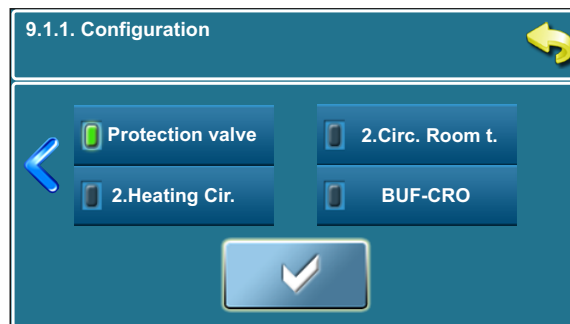 9.1.1. Configuration
Protection valve
2.Circ. Room t.
2.Heating Cir.
BUF-CRO